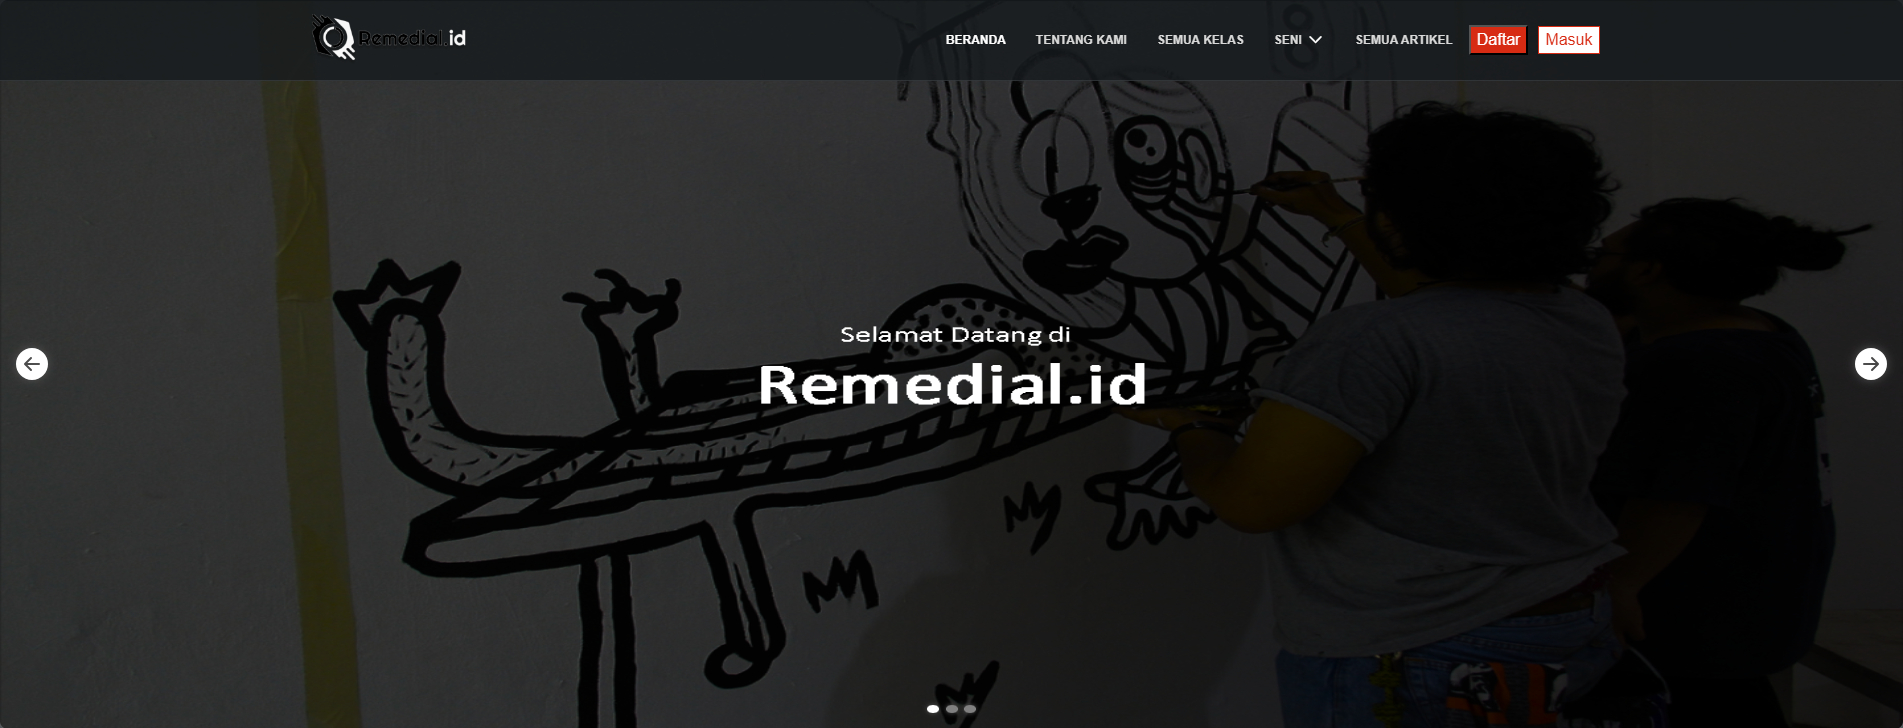 Remedial.id
BERANDA TENTANG KAMI SEMUA KELAS SENI SEMUA ARTIKEL Daftar Masuk
Selamat Datang di
Remedial.id